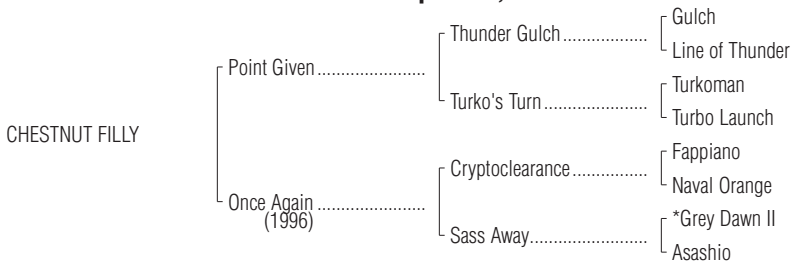 Gulch
Thunder Gulch..................
Line of Thunder
Point Given.......................
Turkoman
Turko's Turn......................
Turbo Launch
CHESTNUT FILLY
Fappiano
Cryptoclearance................
Naval Orange
Once Again.......................
(1996)
*Grey Dawn II
Sass Away.........................
Asashio